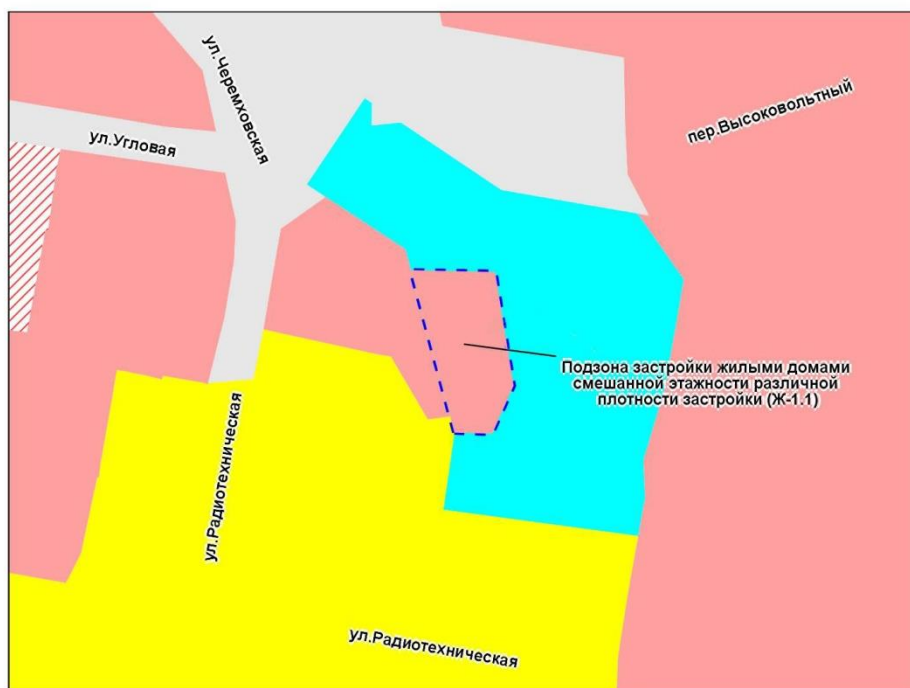 ул.Черемховская
пер.Высоковольтный
ул.Угловая
Подзона застройки жилыми домами
смешанной этажности различной
плотности застройки (Ж-1.1)
ул.Радиотехническая
ул.Радиотехническая